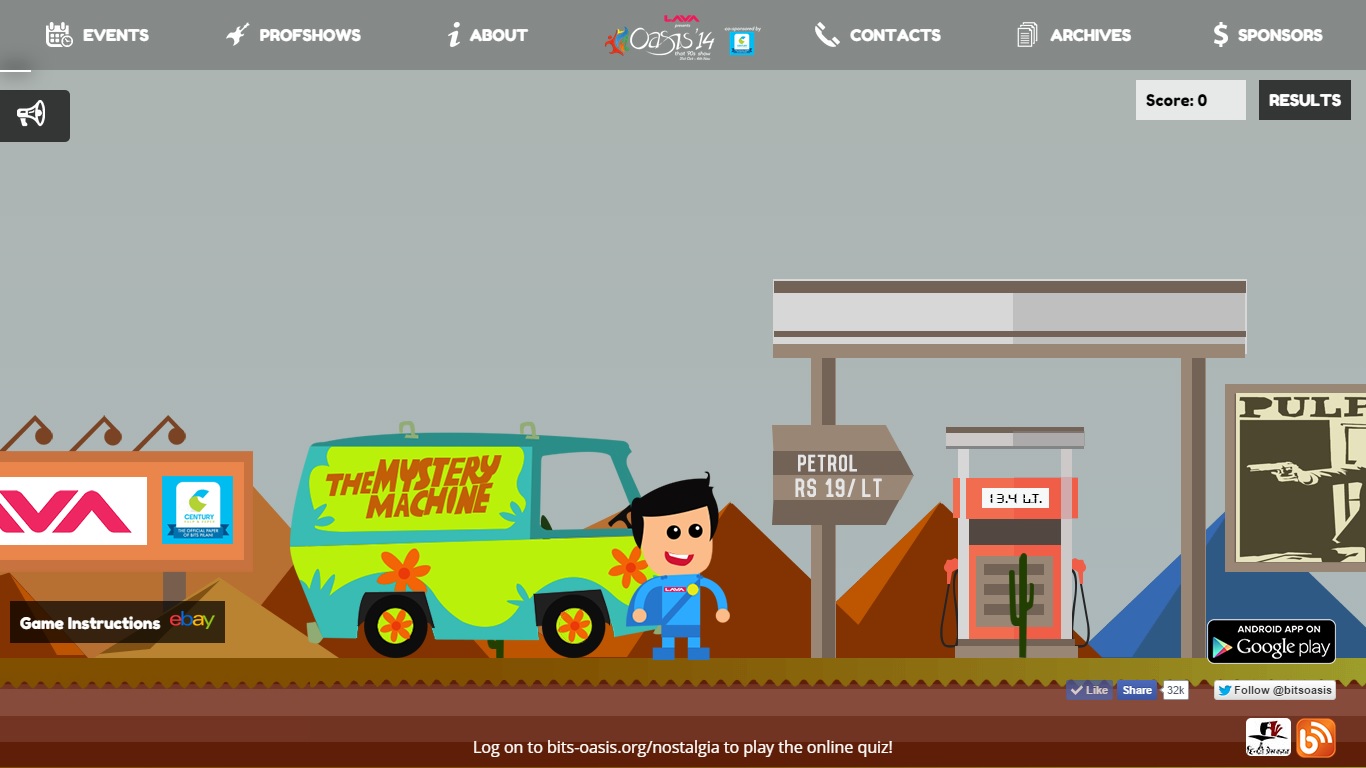 EVENTS
PROFSHOWS
ABOUT
LAVA
presents
Oasis'14
that 90s show
co-sponsored by
CONTACTS
ARCHIVES
SPONSORS
Score: 0
RESULTS
THE MYSTERY
MACHINE
PETROL
RS 19/ LT
13.4 LT.
PULP
LAVA
CENTURY
THE OFFICIAL PAPER
OF BITS PILANI
LAVA
Game Instructions ebay
ANDROID APP ON
Google play
Like
Share
32k
Follow @bitsoasis
Log on to bits-oasis.org/nostalgia to play the online quiz!